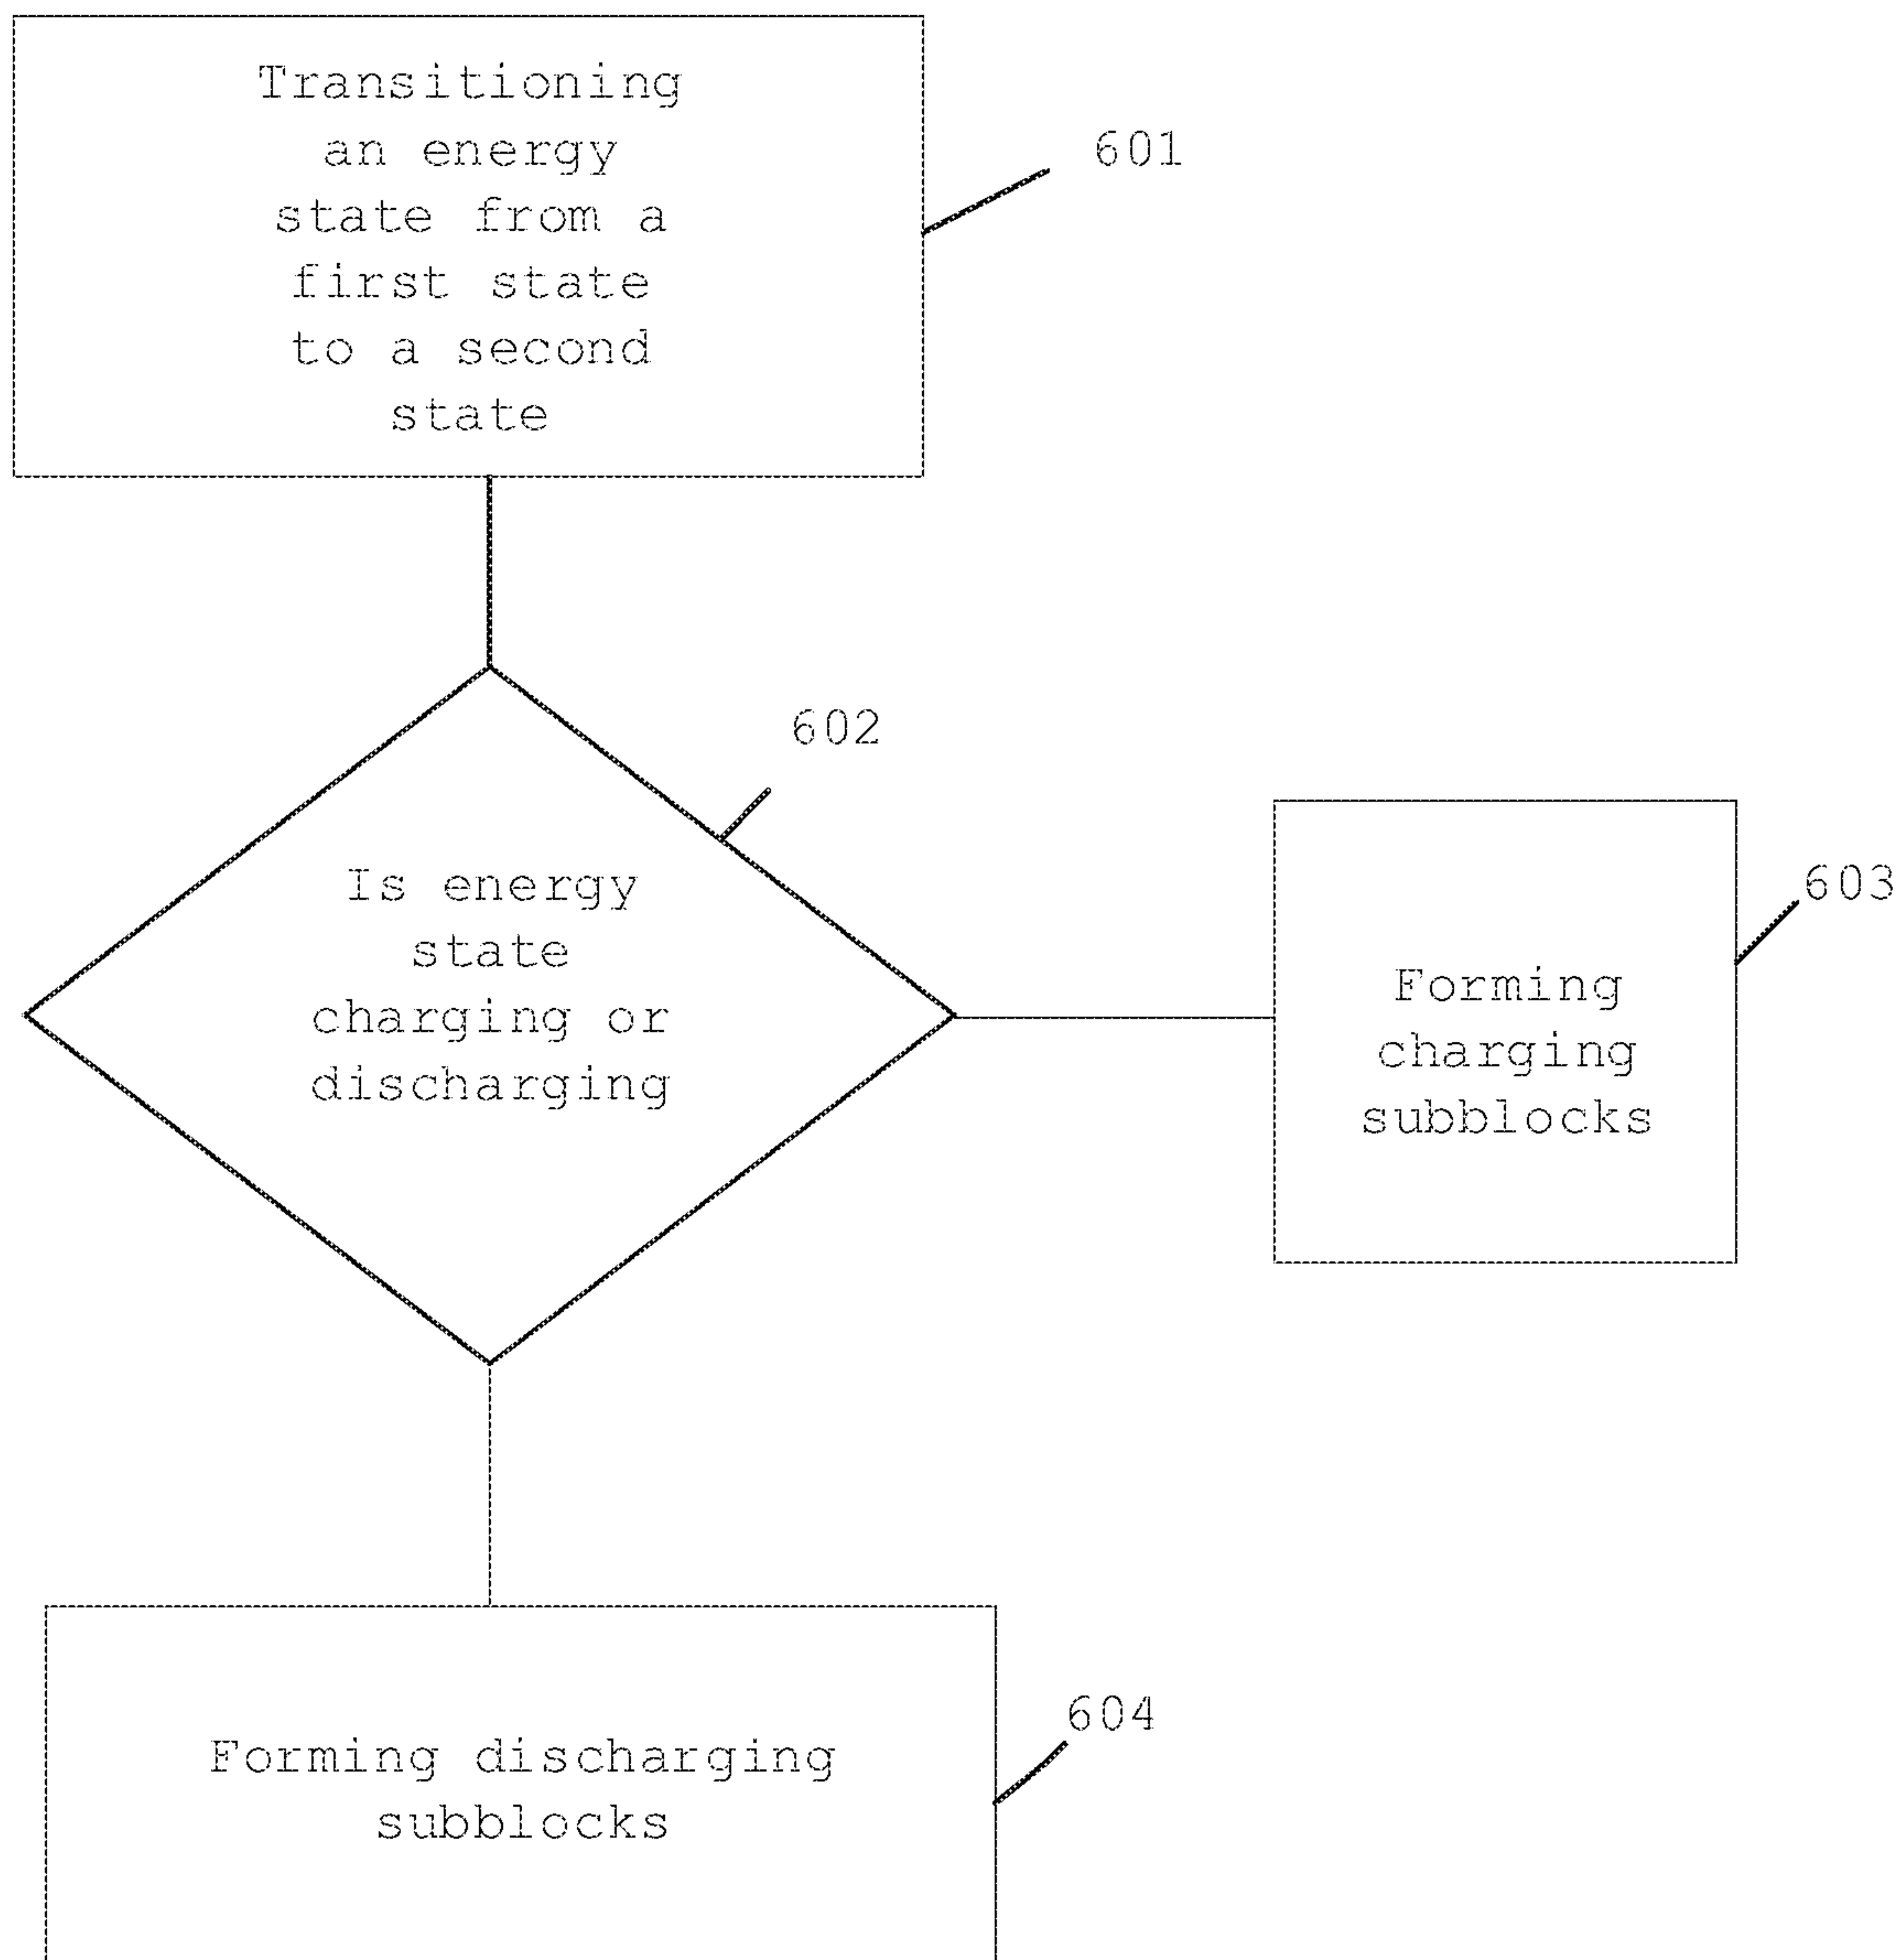 Transitioning
an energy
state from a
first state
to a second
state
601
602
Is energy
state
charging or
discharging
603
Forming
charging
subblocks
604
Forming discharging
subblocks